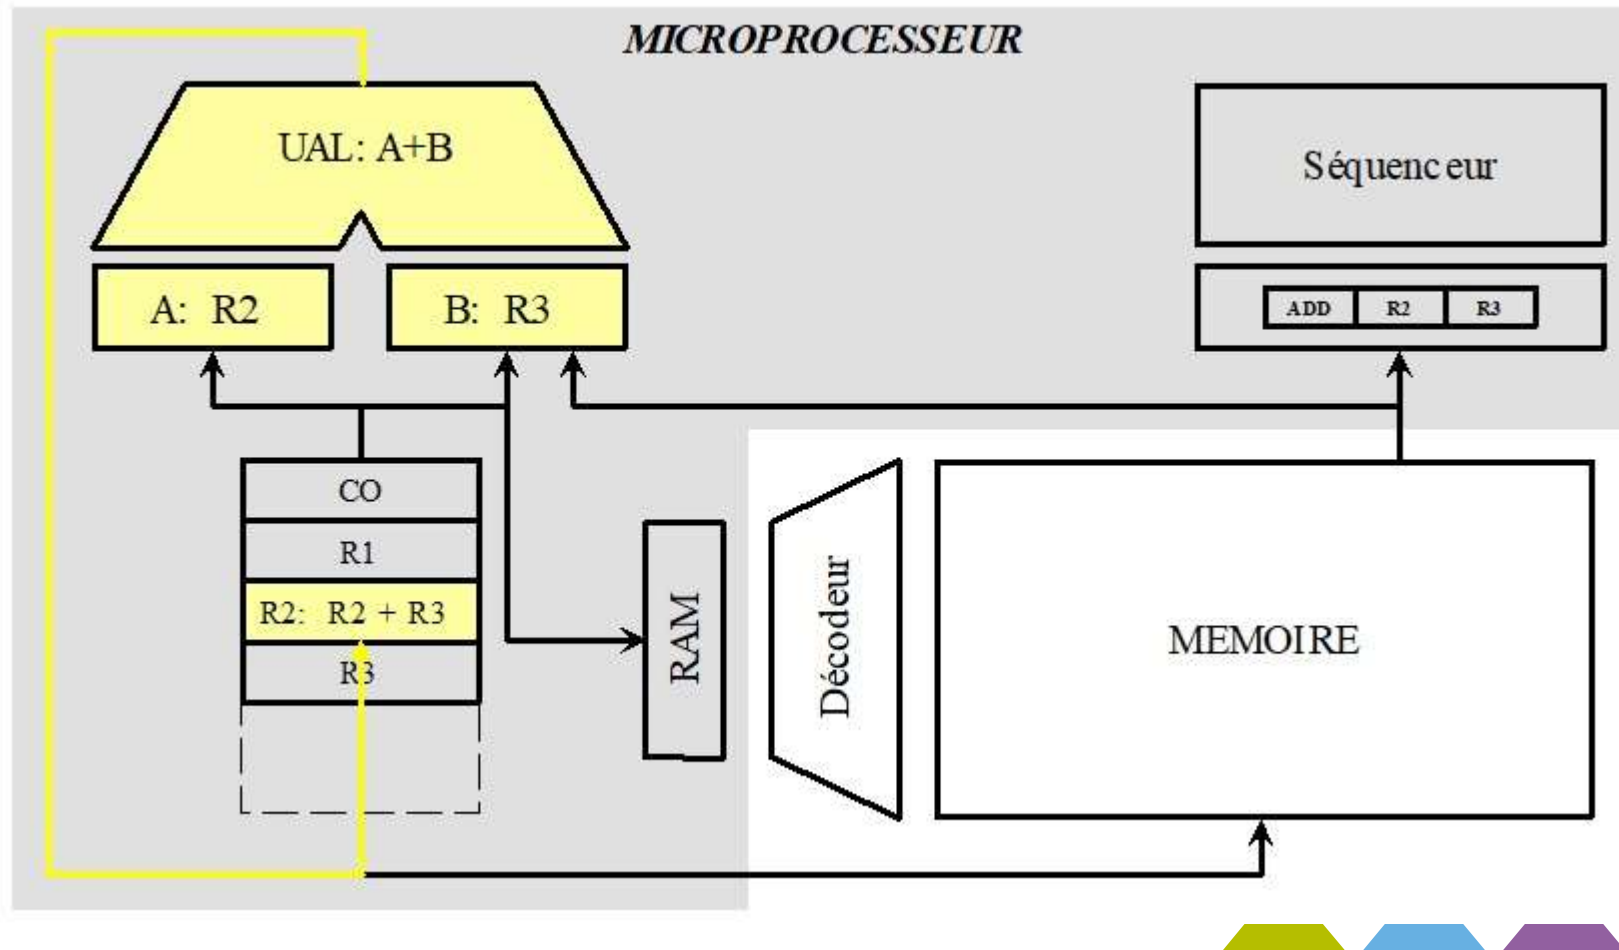 MICROPROCESSEUR
UAL: A+B
Séquenceur
A: R2
B: R3
ADD R2 R3
CO
R1
R2: R2 + R3
R3
RAM
Décodeur
MEMOIRE